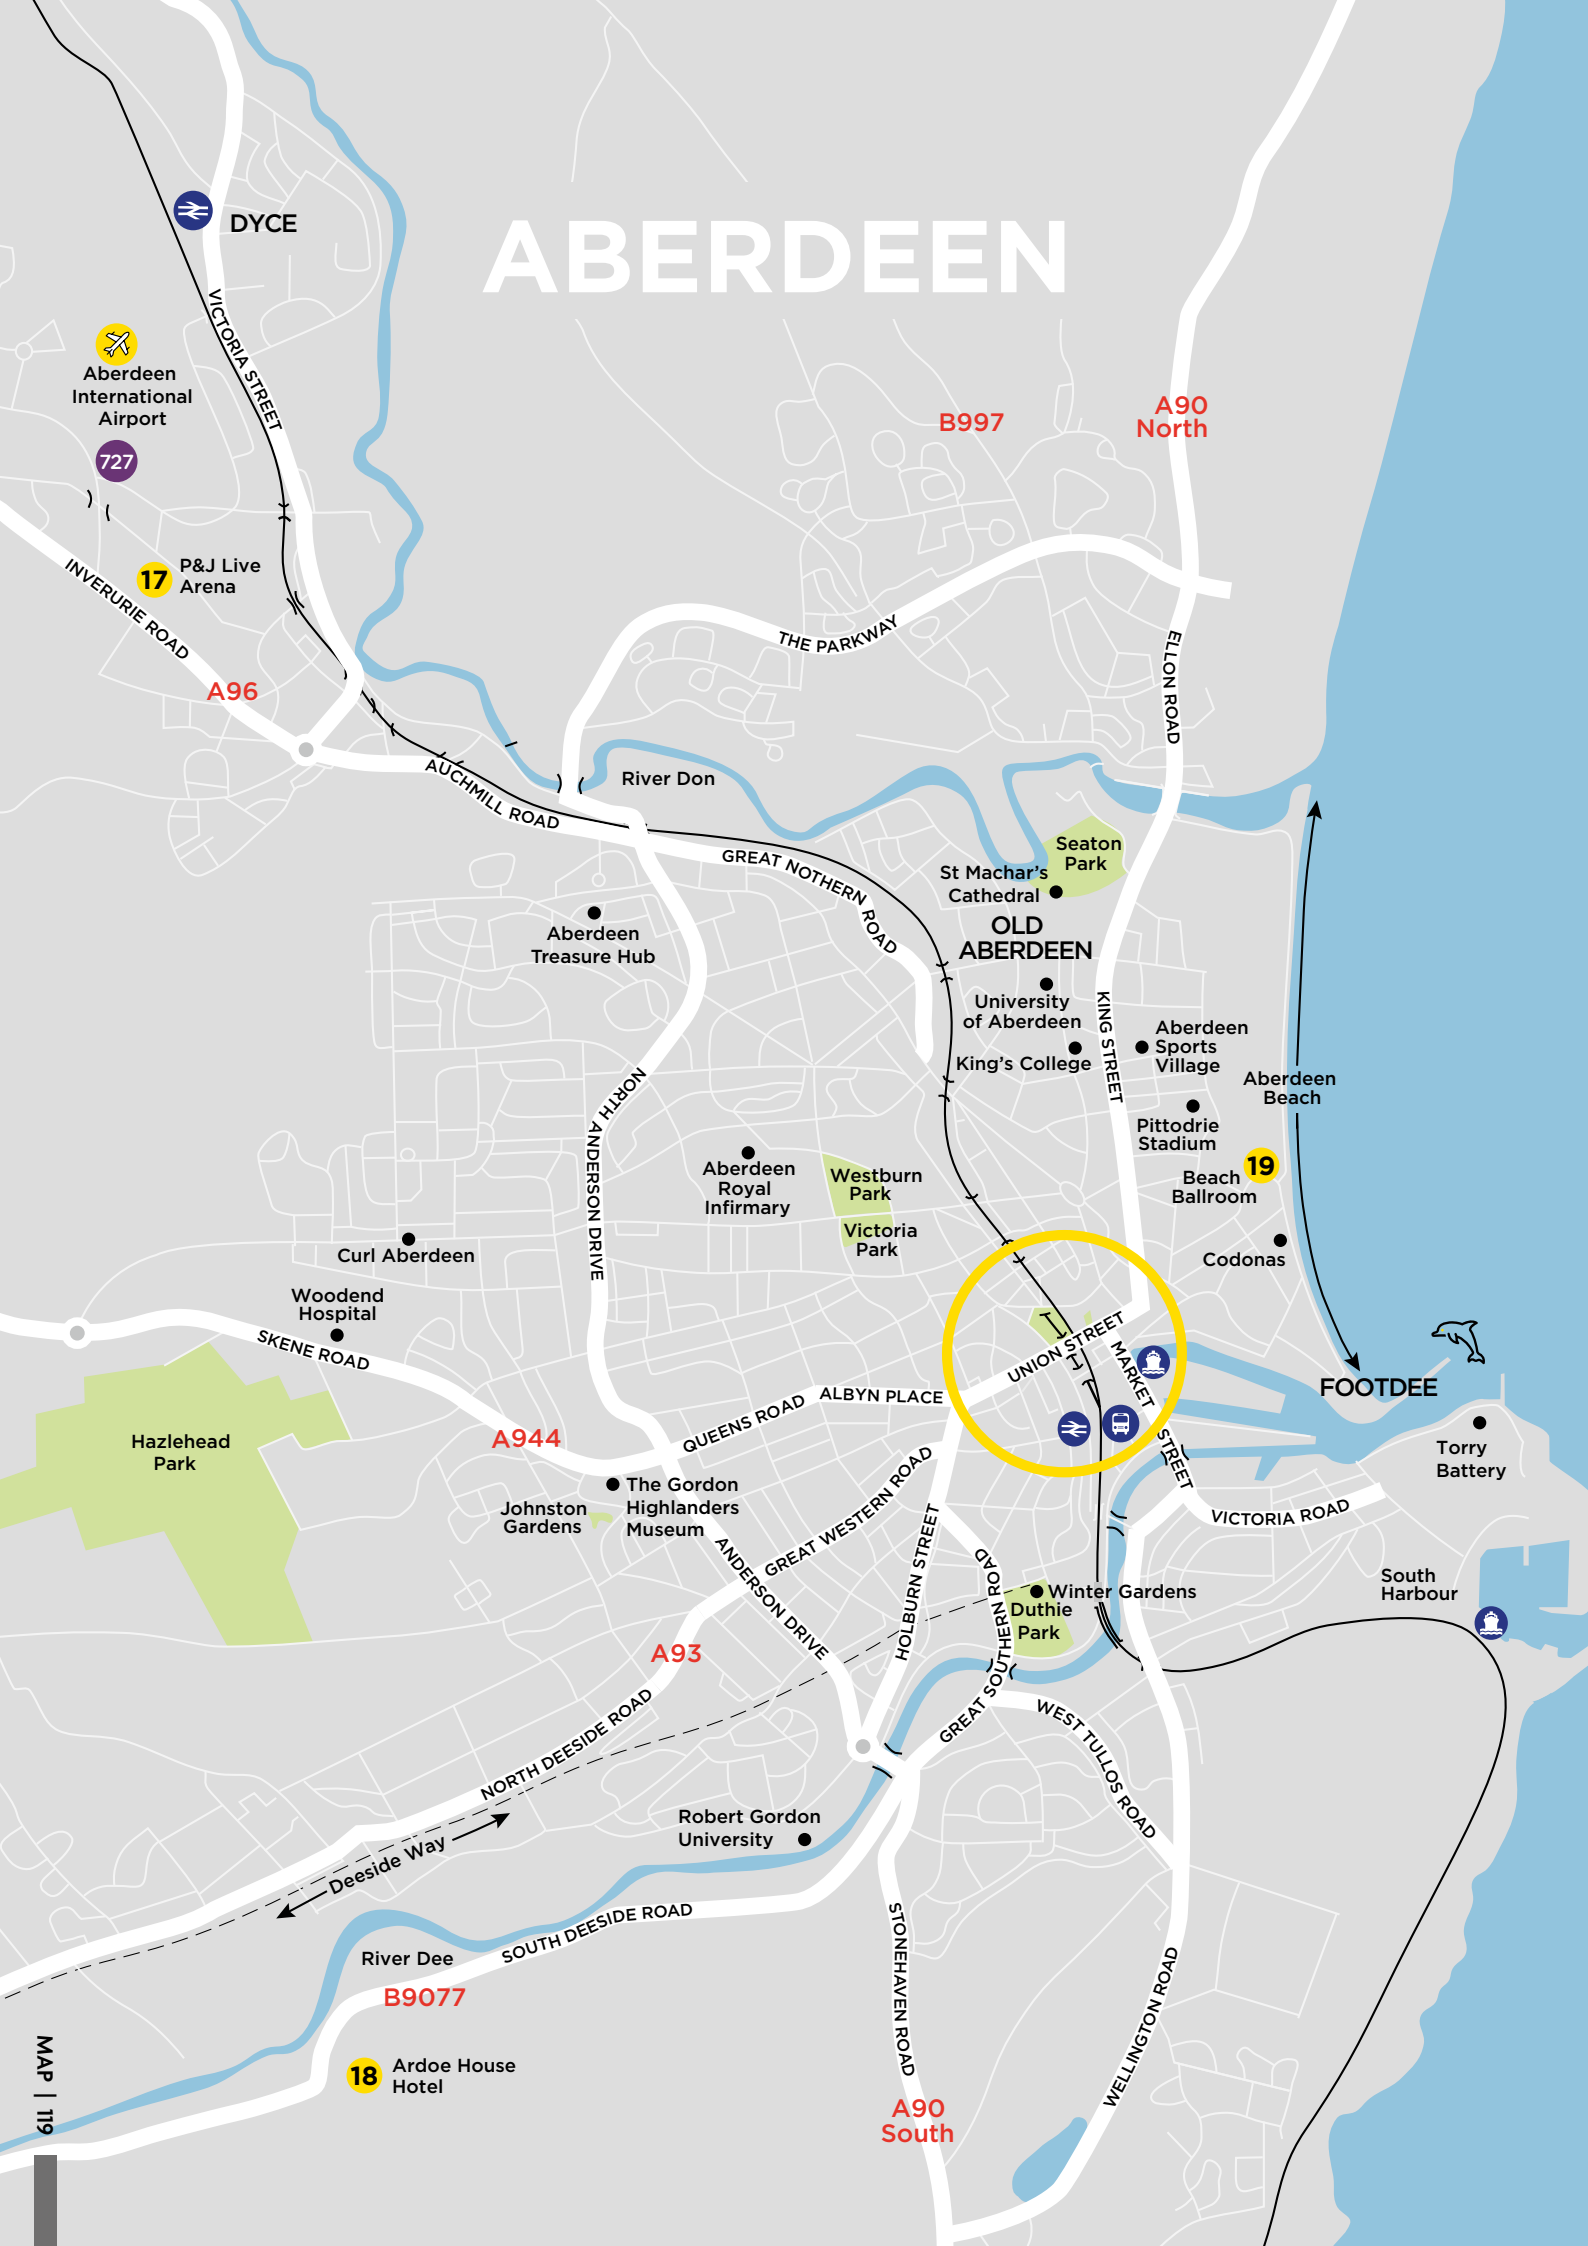 ABERDEEN
DYCE
VICTORIA STREET
Aberdeen
International
Airport
727
B997
A90
North
17
P&J Live
Arena
INVERURIE ROAD
A96
THE PARKWAY
ELLON ROAD
AUCHMILL ROAD
River Don
GREAT NOTHERN ROAD
Seaton
Park
St Machar's
Cathedral
OLD
ABERDEEN
Aberdeen
Treasure Hub
University
of Aberdeen
King's College
KING STREET
Aberdeen
Sports
Village
Aberdeen
Beach
Pittodrie
Stadium
19
Beach
Ballroom
Codonas
NORTH ANDERSON DRIVE
Aberdeen
Royal
Infirmary
Westburn
Park
Victoria
Park
Curl Aberdeen
Woodend
Hospital
SKENE ROAD
UNION STREET
MARKET STREET
FOOTDEE
ALBYN PLACE
QUEENS ROAD
A944
Hazlehead
Park
Torry
Battery
The Gordon
Highlanders
Museum
Johnston
Gardens
GREAT WESTERN ROAD
HOLBURN STREET
VICTORIA ROAD
ANDERSON DRIVE
GREAT SOUTHERN ROAD
Winter Gardens
Duthie
Park
South
Harbour
A93
NORTH DEESIDE ROAD
WEST TULLOS ROAD
Deeside Way
Robert Gordon
University
SOUTH DEESIDE ROAD
River Dee
B9077
STONEHAVEN ROAD
WELLINGTON ROAD
18
Ardoe House
Hotel
A90
South
MAP | 119